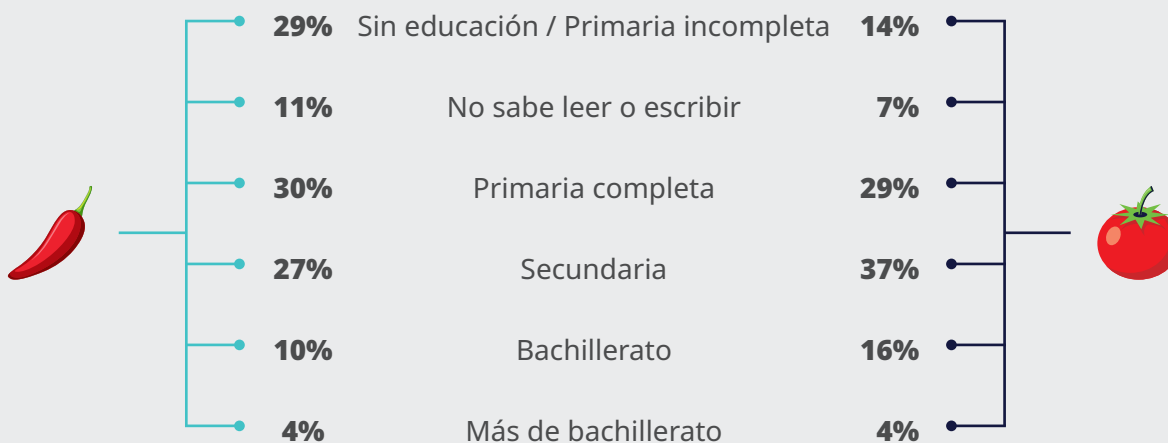 29% Sin educación / Primaria incompleta 14%
11% No sabe leer o escribir 7%
30% Primaria completa 29%
27% Secundaria 37%
10% Bachillerato 16%
4% Más de bachillerato 4%